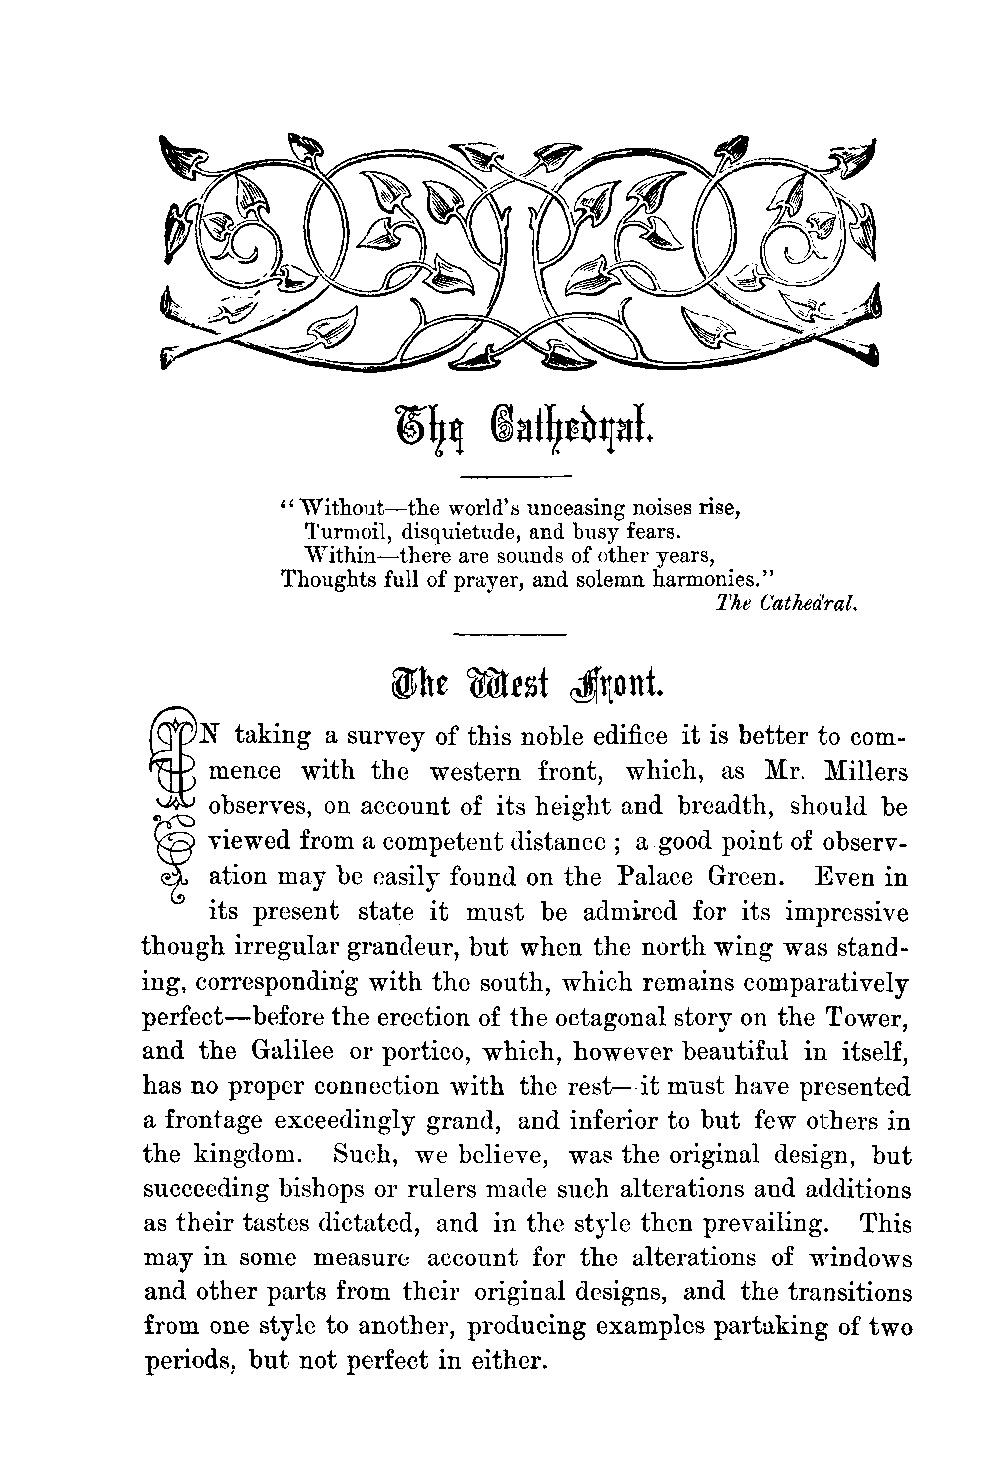 The Cathedral.
“Without—the world’s unceasing noises rise,
Turmoil, disquietude, and busy fears.
Within—there are sounds of other years,
Thoughts full of prayer, and solemn harmonies.”
The Cathedral.
The West Front.
IN taking a survey of this noble edifice it is better to com-
mence with the western front, which, as Mr. Millers
observes, on account of its height and breadth, should be
viewed from a competent distance ; a good point of observ-
ation may be easily found on the Palace Green. Even in
its present state it must be admired for its impressive
though irregular grandeur, but when the north wing was stand-
ing, corresponding with the south, which remains comparatively
perfect—before the erection of the octagonal story on the Tower,
and the Galilee or portico, which, however beautiful in itself,
has no proper connection with the rest—it must have presented
a frontage exceedingly grand, and inferior to but few others in
the kingdom. Such, we believe, was the original design, but
succeeding bishops or rulers made such alterations and additions
as their tastes dictated, and in the style then prevailing. This
may in some measure account for the alterations of windows
and other parts from their original designs, and the transitions
from one style to another, producing examples partaking of two
periods, but not perfect in either.